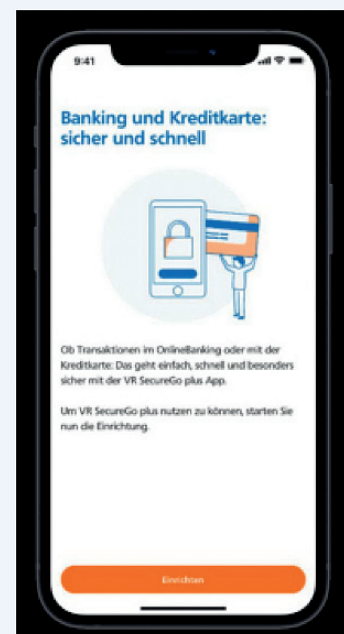 9:41
Banking und Kreditkarte:
sicher und schnell
Ob Transaktionen im OnlineBanking oder mit der
Kreditkarte: Das geht einfach, schnell und besonders
sicher mit der VR SecureGo plus App.
Um VR SecureGo plus nutzen zu können, starten Sie
nun die Einrichtung.
Einrichten